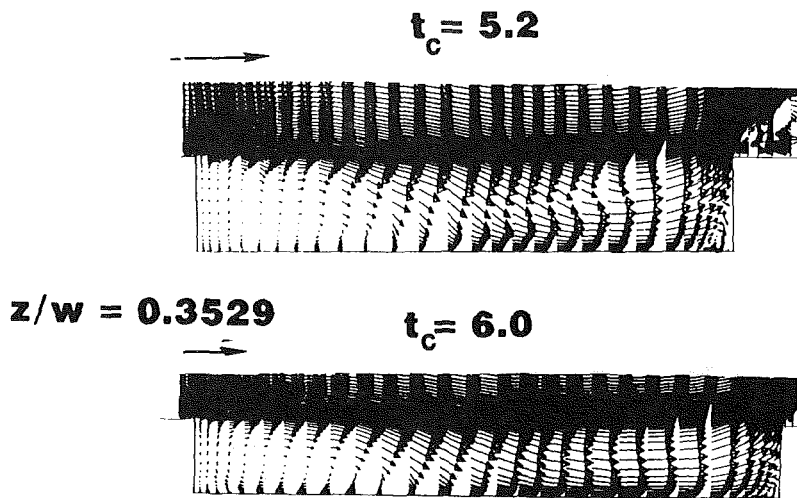 t_c = 5.2
z/w = 0.3529
t_c = 6.0